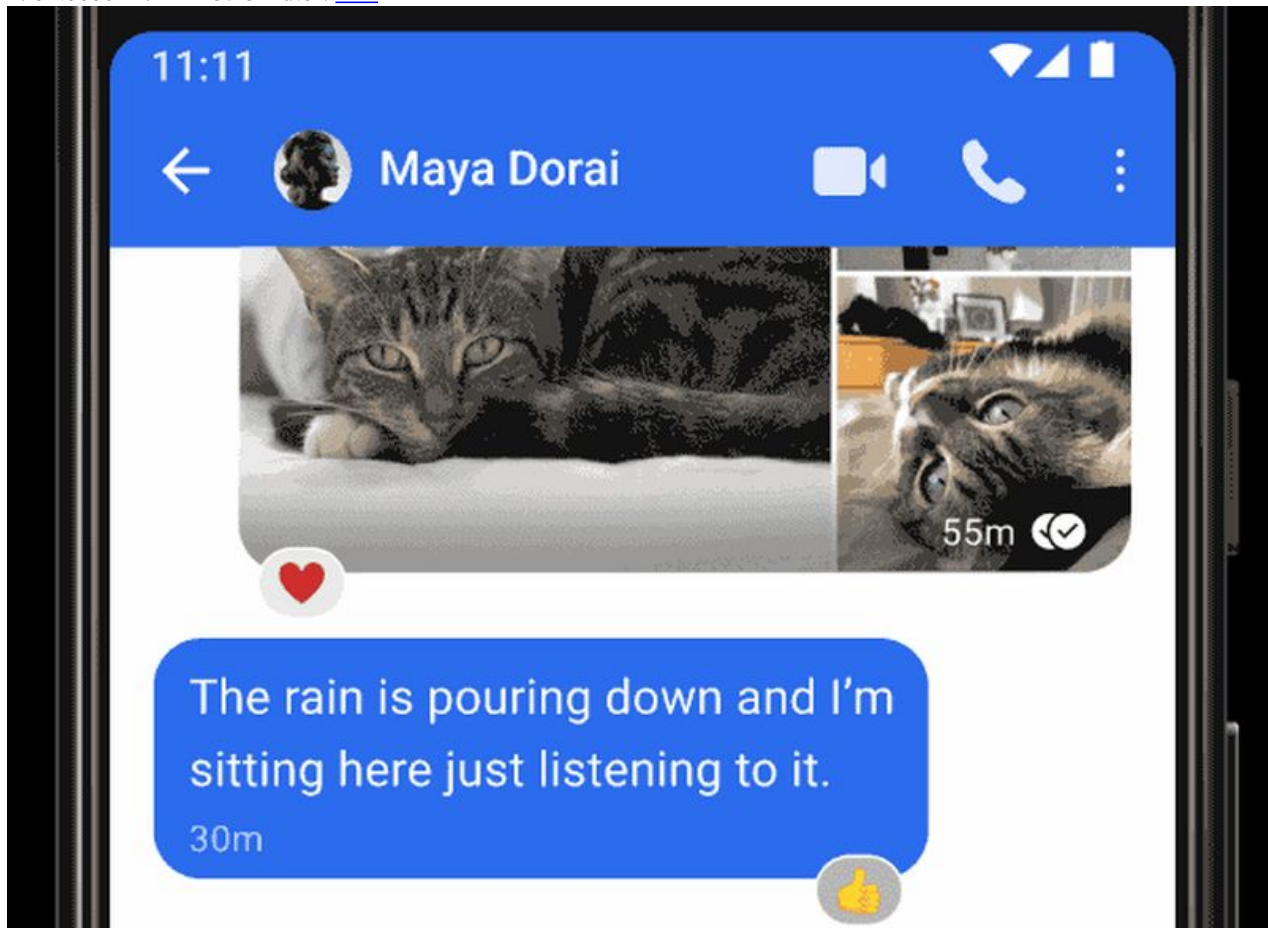 11:11
Maya Dorai
55m
The rain is pouring down and I’m
sitting here just listening to it.
30m